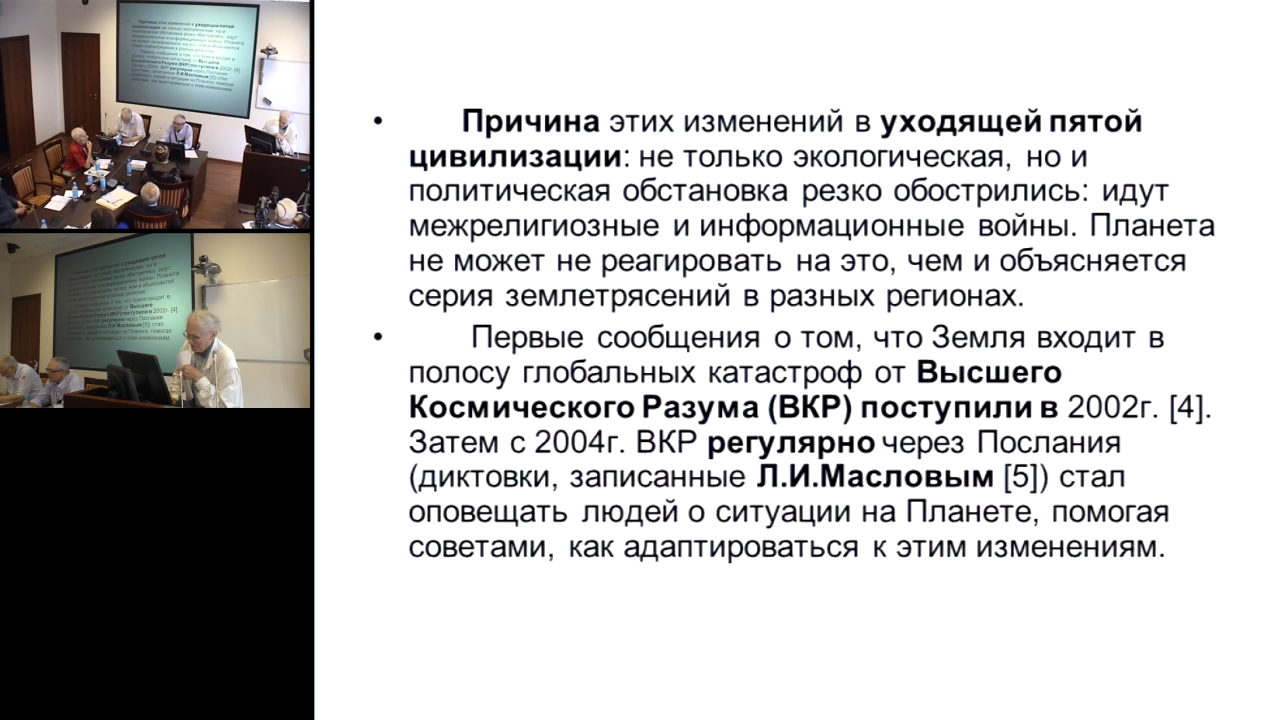 • Причина этих изменений в уходящей пятой
цивилизации: не только экологическая, но и
политическая обстановка резко обострились: идут
межрелигиозные и информационные войны. Планета
не может не реагировать на это, чем и объясняется
серия землетрясений в разных регионах.
• Первые сообщения о том, что Земля входит в
полосу глобальных катастроф от Высшего
Космического Разума (ВКР) поступили в 2002г. [4].
Затем с 2004г. ВКР регулярно через Послания
(диктовки, записанные Л.И.Масловым [5]) стал
оповещать людей о ситуации на Планете, помогая
советами, как адаптироваться к этим изменениям.